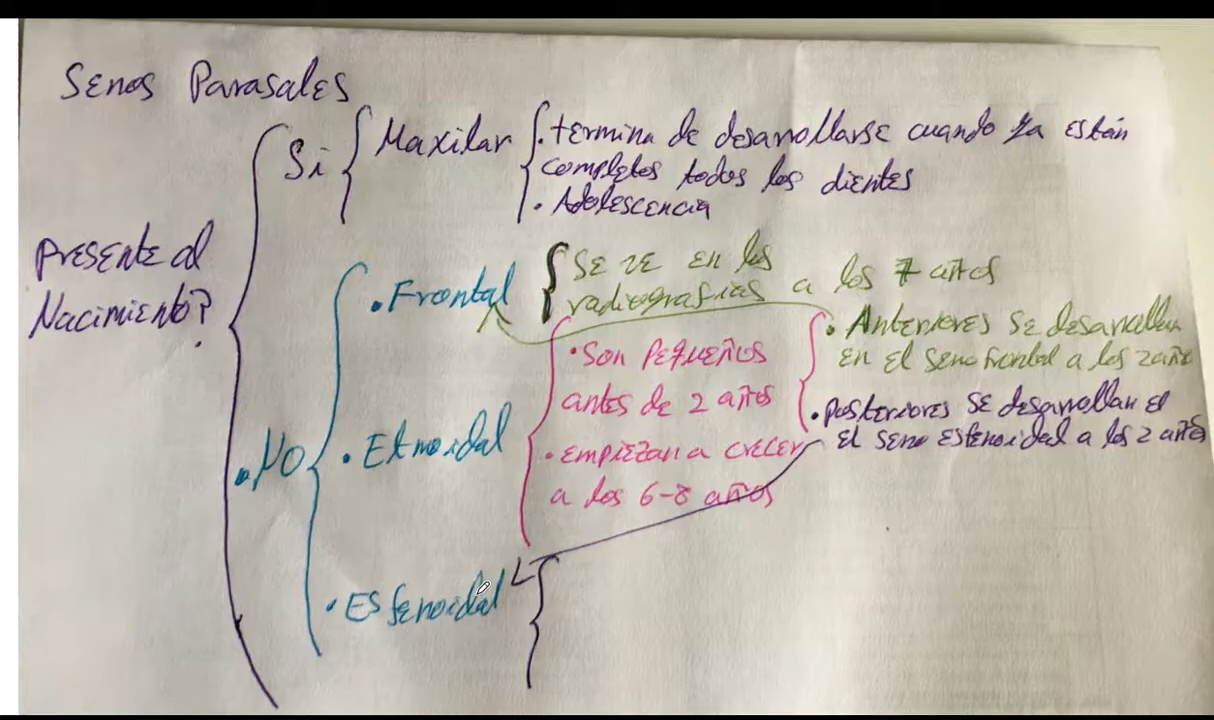 Senos Parasales
Presente al
Nacimiento?
Si
Maxilar
• termina de desarrollarse cuando ya están
completos todos los dientes
• Adolescencia
• No
• Frontal
Se ve en las
radiografias a los 7 años
• Etmoidal
• Son pequeños
antes de 2 años
• empiezan a crecer
a los 6-8 años
• Anteriores se desarrollan
en el seno frontal a los 2 años
• Posteriores se desarrollan el
el seno esfenoidal a los 2 años
• Esfenoidal